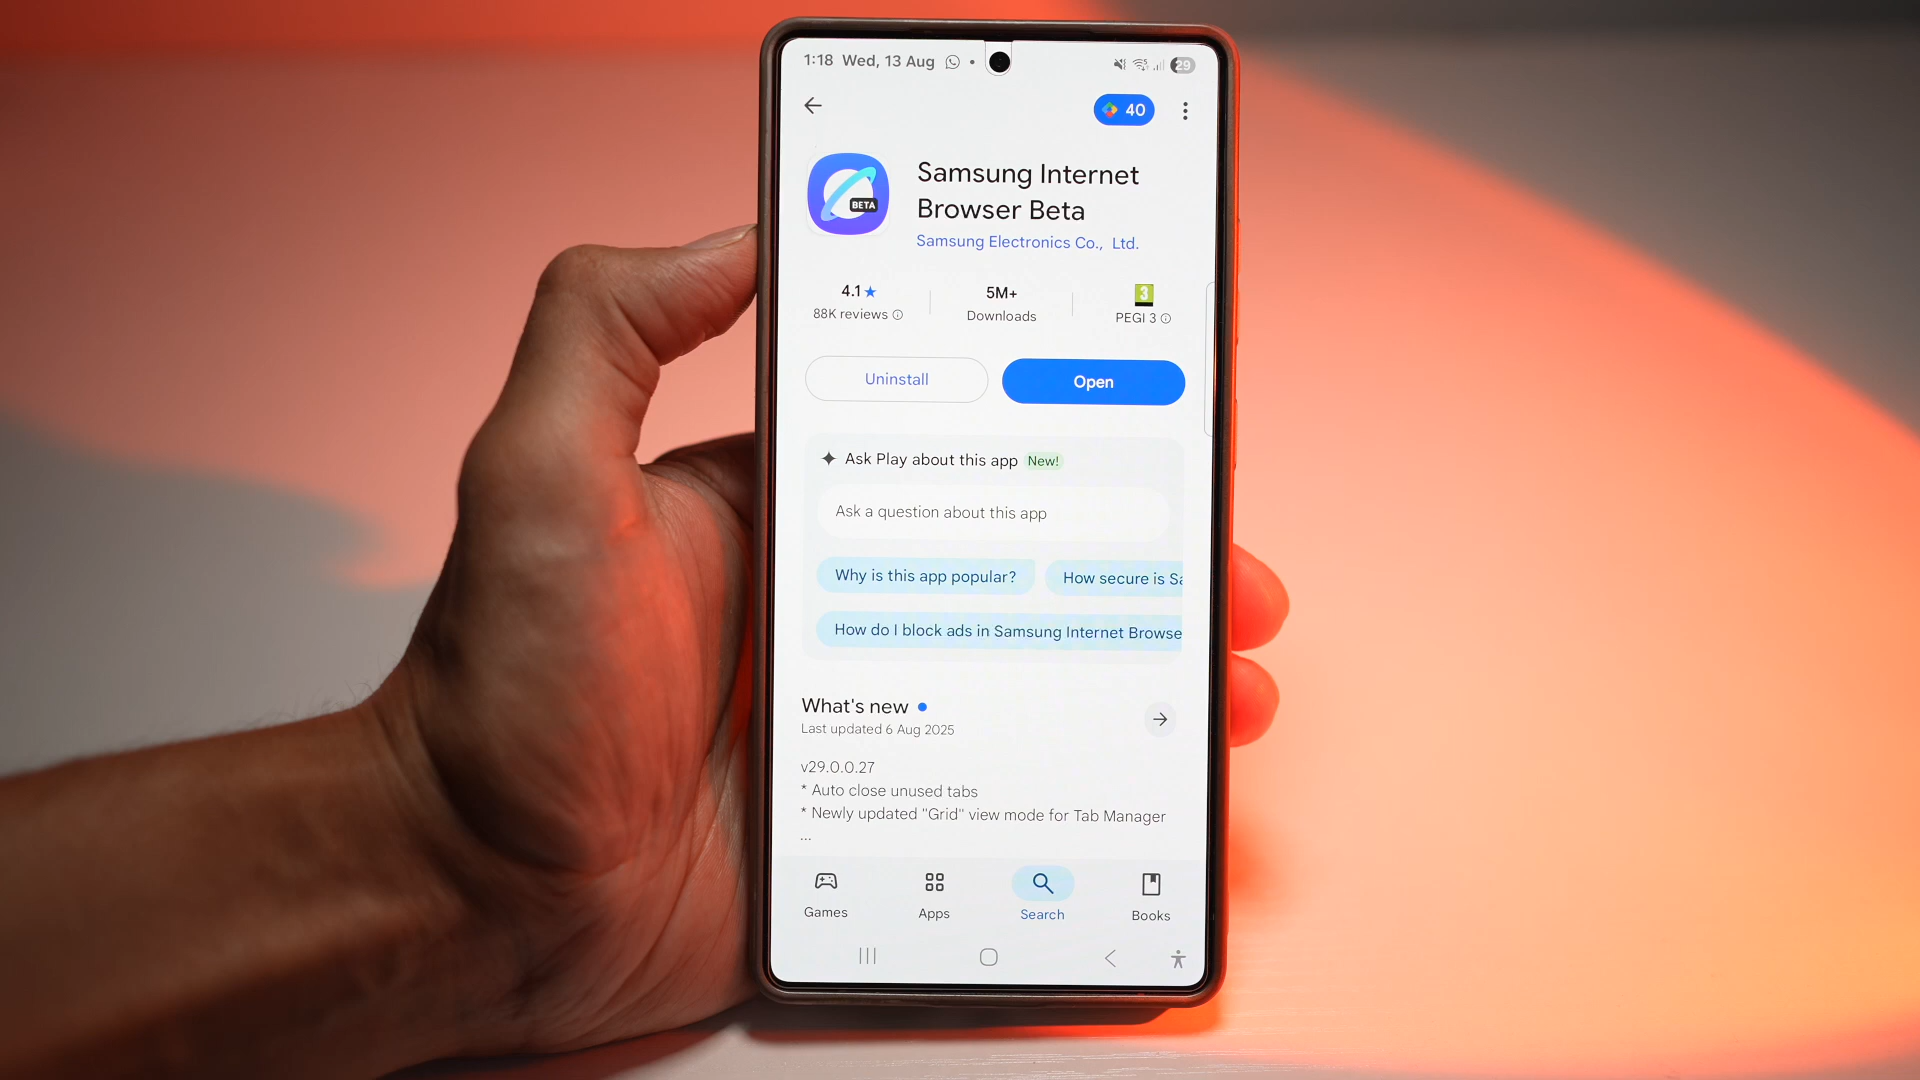 1:18 Wed, 13 Aug
29
40
BETA
Samsung Internet
Browser Beta
Samsung Electronics Co., Ltd.
4.1★
88K reviews
5M+
Downloads
3
PEGI 3
Uninstall
Open
Ask Play about this app New!
Ask a question about this app
Why is this app popular?
How secure is Sa
How do I block ads in Samsung Internet Browse
What's new
Last updated 6 Aug 2025
v29.0.0.27
* Auto close unused tabs
* Newly updated "Grid" view mode for Tab Manager
...
Games
Apps
Search
Books